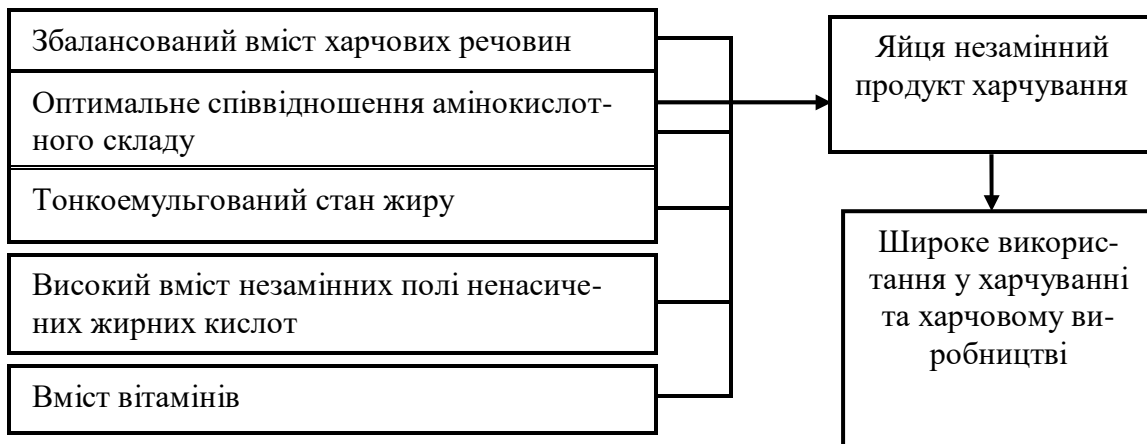 Збалансований вміст харчових речовин
Оптимальне співвідношення амінокислот-
ного складу
Тонкоемульгований стан жиру
Високий вміст незамінних полі ненасиче-
них жирних кислот
Вміст вітамінів
Яйця незамінний
продукт харчування
Широке викорис-
тання у харчуванні
та харчовому ви-
робництві